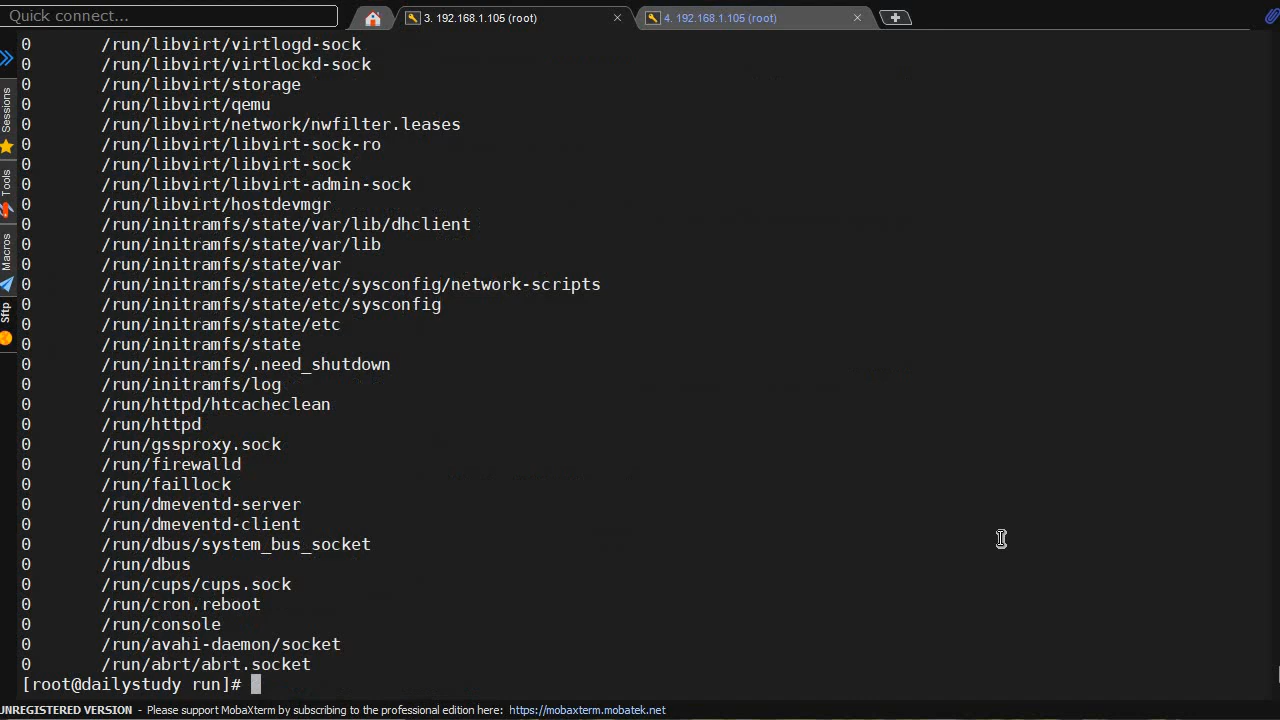 Quick connect...
3. 192.168.1.105 (root)
4. 192.168.1.105 (root)
Sessions
Tools
Macros
Sftp
0 /run/libvirt/virtlogd-sock
0 /run/libvirt/virtlockd-sock
0 /run/libvirt/storage
0 /run/libvirt/qemu
0 /run/libvirt/network/nwfilter.leases
0 /run/libvirt/libvirt-sock-ro
0 /run/libvirt/libvirt-sock
0 /run/libvirt/libvirt-admin-sock
0 /run/libvirt/hostdevmgr
0 /run/initramfs/state/var/lib/dhclient
0 /run/initramfs/state/var/lib
0 /run/initramfs/state/var
0 /run/initramfs/state/etc/sysconfig/network-scripts
0 /run/initramfs/state/etc/sysconfig
0 /run/initramfs/state/etc
0 /run/initramfs/state
0 /run/initramfs/.need_shutdown
0 /run/initramfs/log
0 /run/httpd/htcacheclean
0 /run/httpd
0 /run/gssproxy.sock
0 /run/firewalld
0 /run/faillock
0 /run/dmeventd-server
0 /run/dmeventd-client
0 /run/dbus/system_bus_socket
0 /run/dbus
0 /run/cups/cups.sock
0 /run/cron.reboot
0 /run/console
0 /run/avahi-daemon/socket
0 /run/abrt/abrt.socket
[root@dailystudy run]#
UNREGISTERED VERSION - Please support MobaXterm by subscribing to the professional edition here: https://mobaxterm.mobatek.net